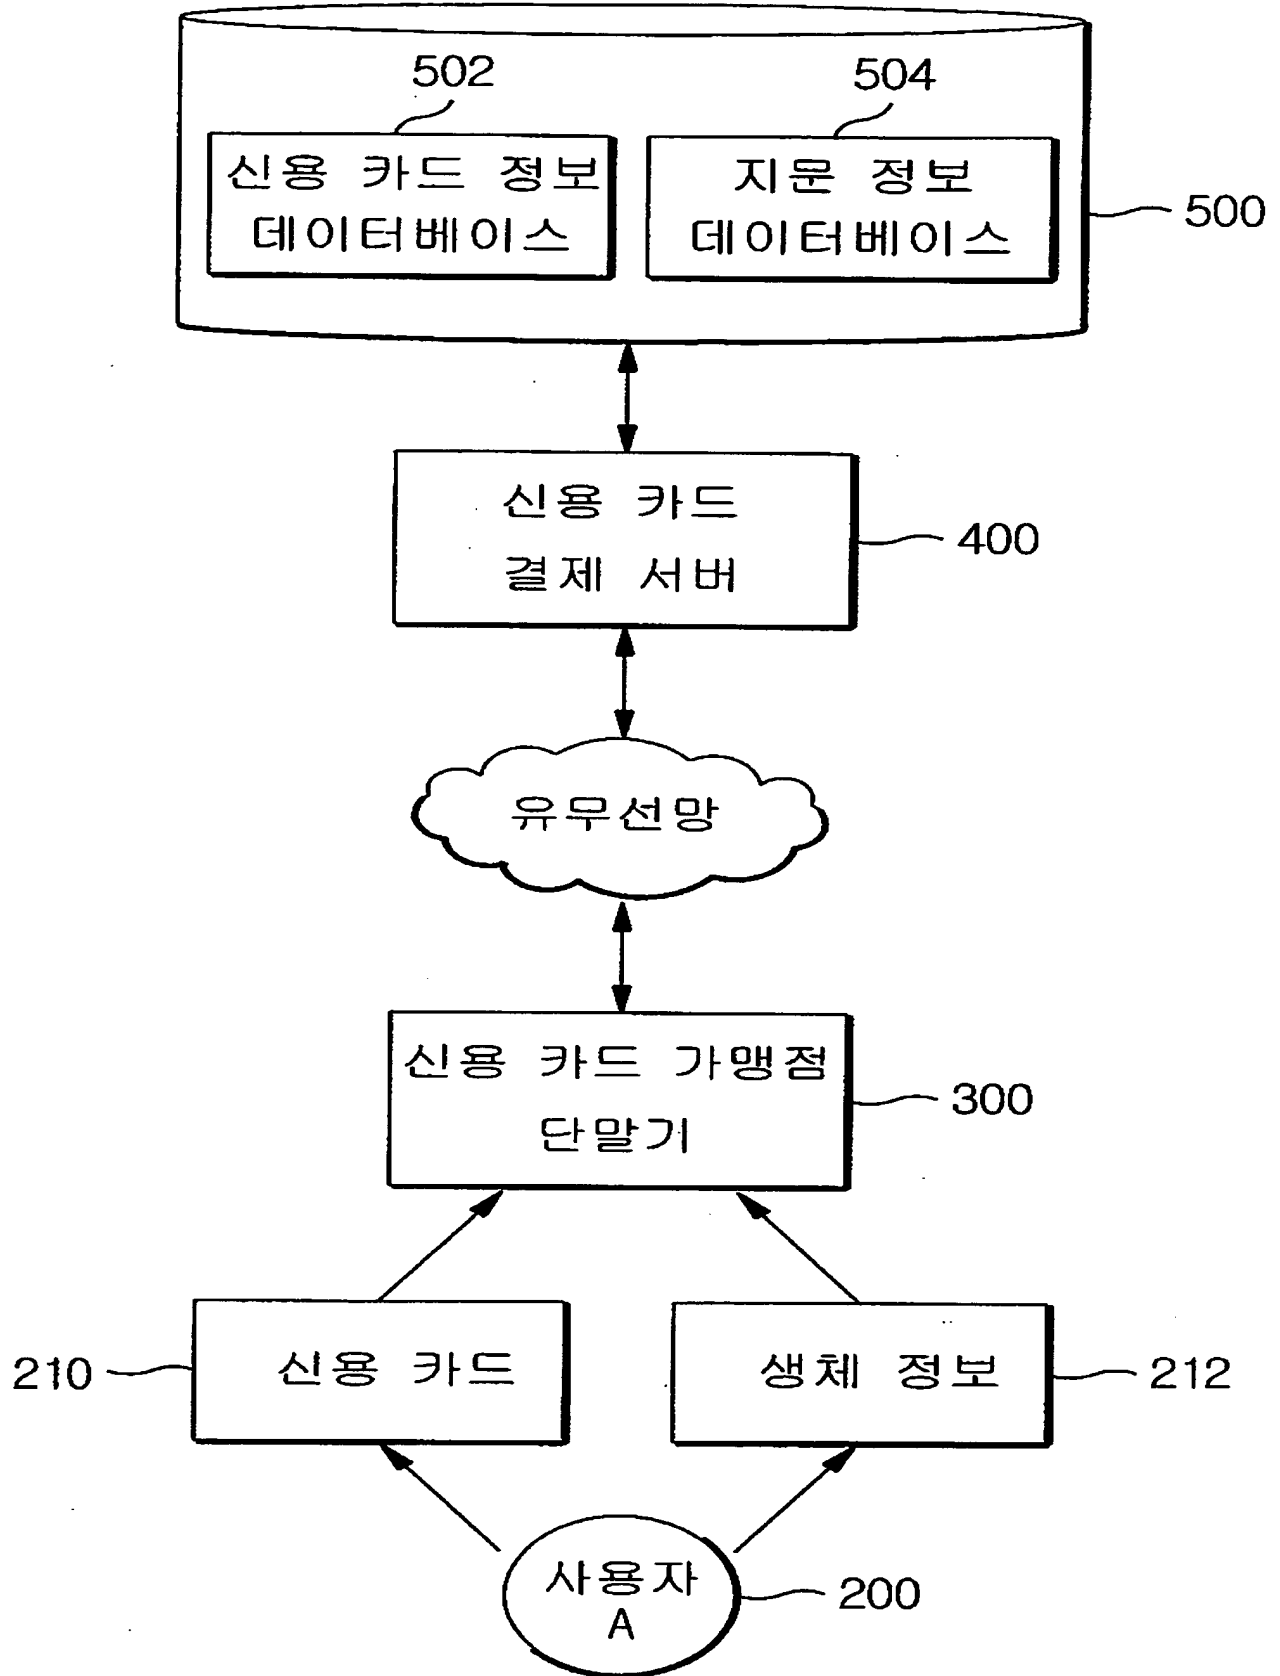 502
504
신용 카드 정보
데이터베이스
지문 정보
데이터베이스
500
신용 카드
결제 서버
400
유무선망
신용 카드 가맹점
단말기
300
210
신용 카드
생체 정보
212
사용자
A
200